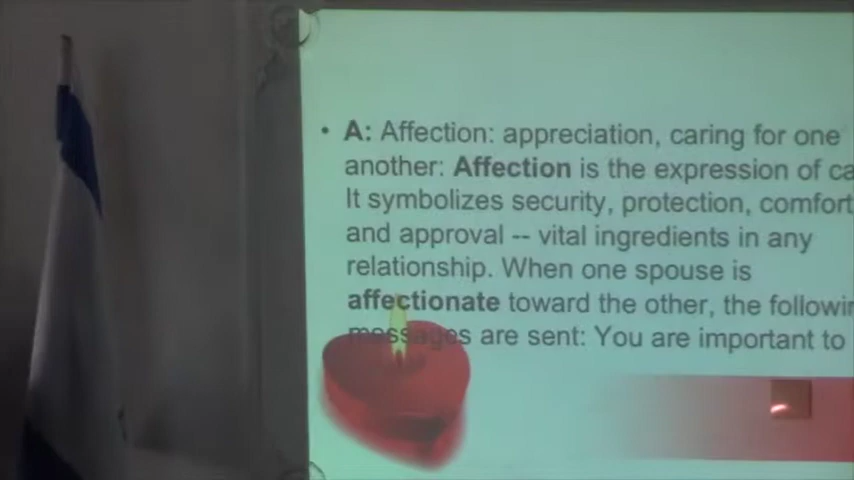 • A: Affection: appreciation, caring for one
another: Affection is the expression of ca
It symbolizes security, protection, comfort
and approval -- vital ingredients in any
relationship. When one spouse is
affectionate toward the other, the followin
messages are sent: You are important to